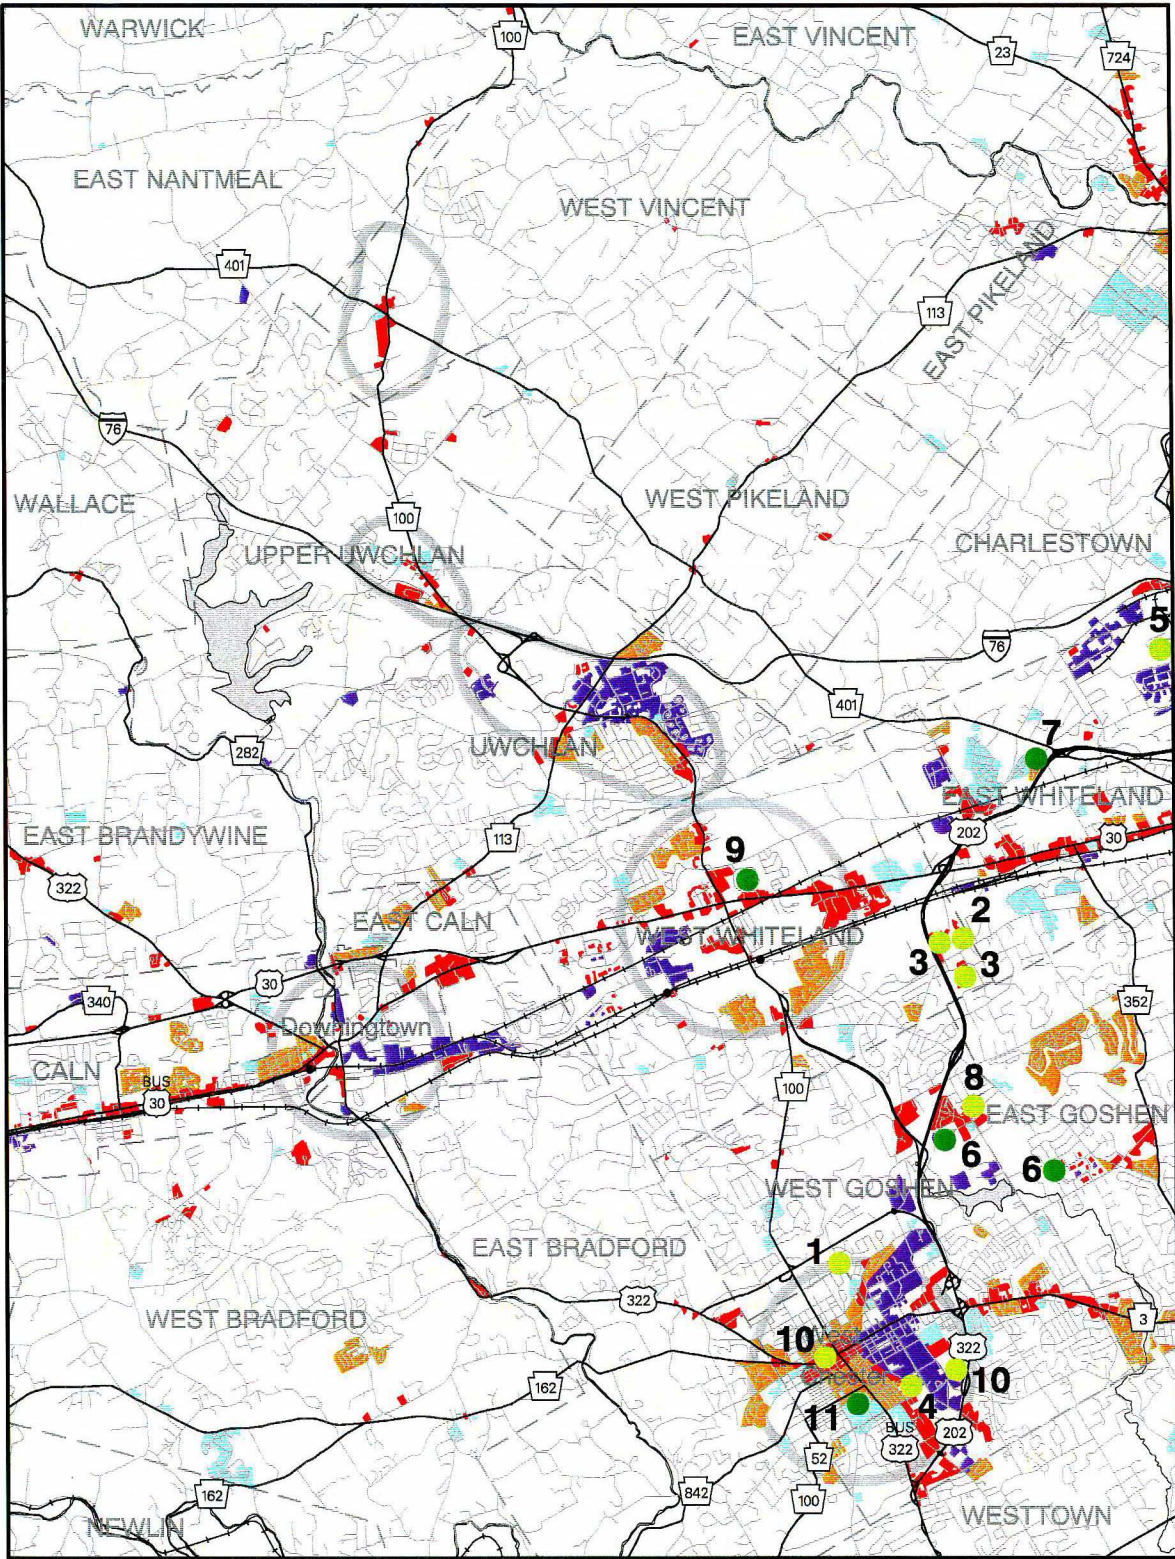 WARWICK
100
EAST VINCENT
23
724
EAST NANTMEAL
WEST VINCENT
401
EAST PIKELAND
113
76
WALLACE
100
WEST PIKELAND
UPPER UWCHLAN
CHARLESTOWN
5
76
401
7
282
UWCHLAN
EAST WHITELAND
EAST BRANDYWINE
113
202
30
9
322
2
EAST CALN
WEST WHITELAND
3
3
30
340
352
Downingtown
CALN
BUS
30
100
8
EAST GOSHEN
6
6
WEST GOSHEN
1
EAST BRADFORD
322
WEST BRADFORD
3
10
West
Chester
322
10
162
4
11
BUS
322
202
52
162
842
100
NEWLIN
WESTTOWN